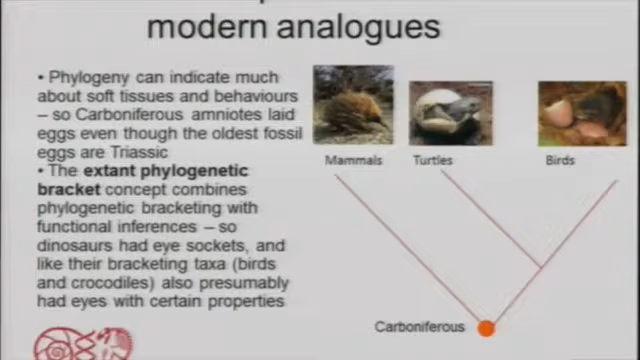 modern analogues
• Phylogeny can indicate much
about soft tissues and behaviours
– so Carboniferous amniotes laid
eggs even though the oldest fossil
eggs are Triassic
• The extant phylogenetic
bracket concept combines
phylogenetic bracketing with
functional inferences – so
dinosaurs had eye sockets, and
like their bracketing taxa (birds
and crocodiles) also presumably
had eyes with certain properties
Mammals
Turtles
Birds
Carboniferous